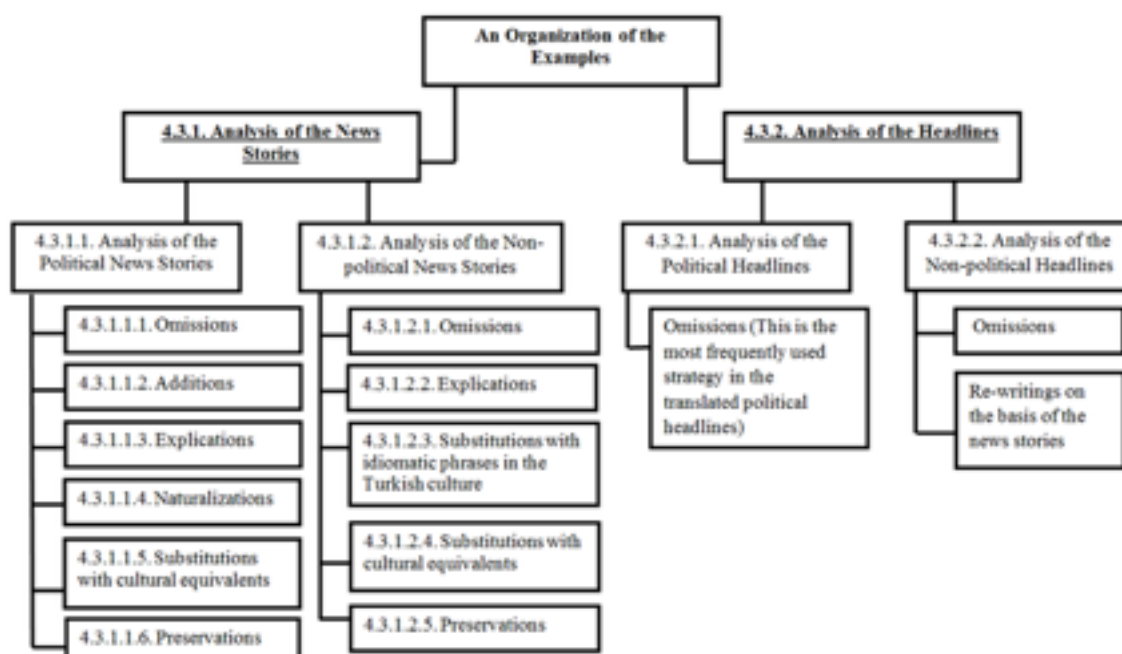 An Organization of the
Examples
4.3.1. Analysis of the News
Stories
4.3.2. Analysis of the Headlines
4.3.1.1. Analysis of the
Political News Stories
4.3.1.2. Analysis of the Non-
political News Stories
4.3.2.1. Analysis of the
Political Headlines
4.3.2.2. Analysis of the
Non-political Headlines
4.3.1.1.1. Omissions
4.3.1.1.2. Additions
4.3.1.1.3. Explications
4.3.1.1.4. Naturalizations
4.3.1.1.5. Substitutions
with cultural equivalents
4.3.1.1.6. Preservations
4.3.1.2.1. Omissions
4.3.1.2.2. Explications
4.3.1.2.3. Substitutions with
idiomatic phrases in the
Turkish culture
4.3.1.2.4. Substitutions with
cultural equivalents
4.3.1.2.5. Preservations
Omissions (This is the
most frequently used
strategy in the
translated political
headlines)
Omissions
Re-writings on
the basis of the
news stories